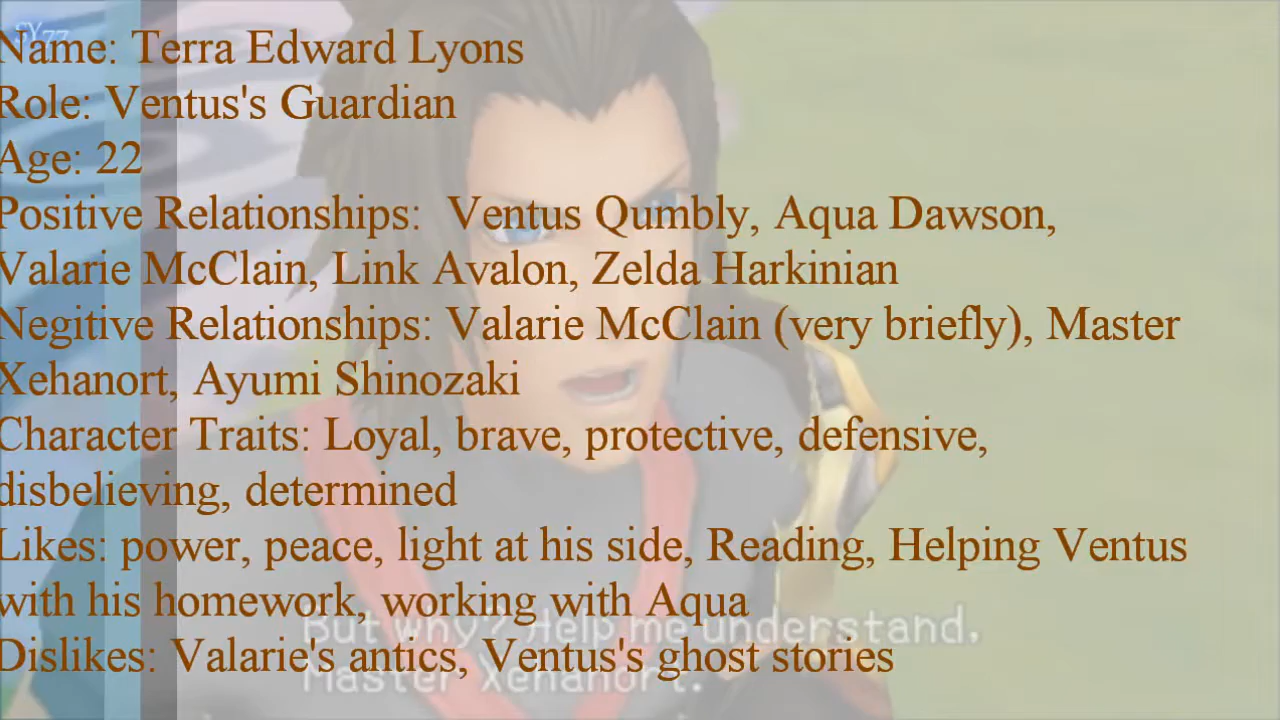 Name: Terra Edward Lyons
Role: Ventus's Guardian
Age: 22
Positive Relationships:  Ventus Qumbly, Aqua Dawson,
Valarie McClain, Link Avalon, Zelda Harkinian
Negitive Relationships: Valarie McClain (very briefly), Master
Xehanort, Ayumi Shinozaki
Character Traits: Loyal, brave, protective, defensive,
disbelieving, determined
Likes: power, peace, light at his side, Reading, Helping Ventus
with his homework, working with Aqua
But why? Help me understand,
Dislikes: Valarie's antics, Ventus's ghost stories
Master Xehanort.